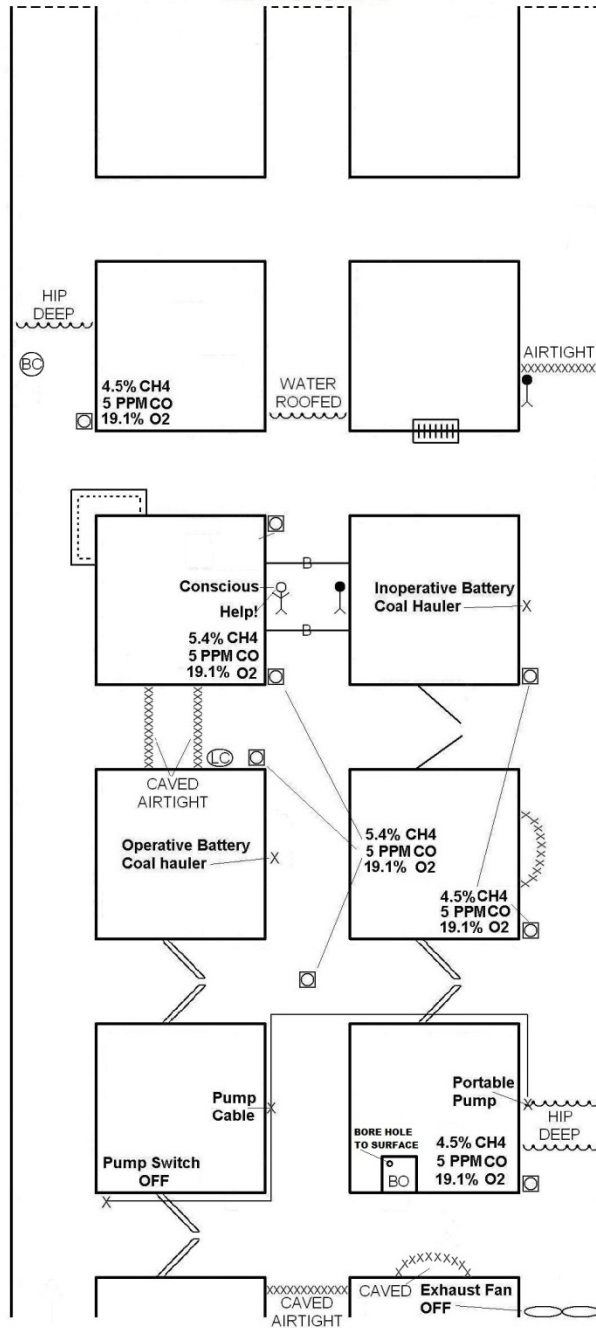 HIP
DEEP
BC
4.5% CH4
5 PPM CO
19.1% O2
WATER
ROOFED
AIRTIGHT
XXXXXXXXXXX
B
Conscious
Help!
Inoperative Battery
Coal Hauler
X
B
5.4% CH4
5 PPM CO
19.1% O2
LC
CAVED
AIRTIGHT
Operative Battery
Coal hauler
X
5.4% CH4
5 PPM CO
19.1% O2
4.5% CH4
5 PPM CO
19.1% O2
Pump
Cable
X
Portable
Pump
X
HIP
DEEP
BORE HOLE
TO SURFACE
BO
4.5% CH4
5 PPM CO
19.1% O2
Pump Switch
OFF
X
CAVED
AIRTIGHT
CAVED
Exhaust Fan
OFF